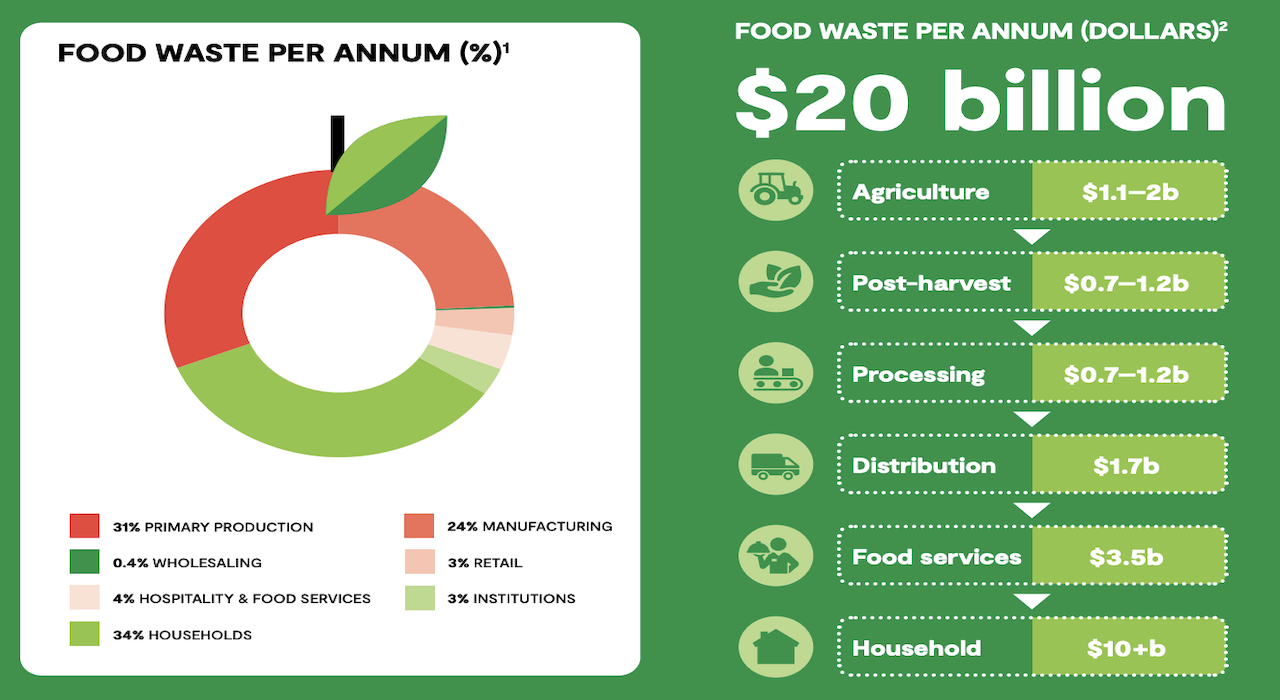 FOOD WASTE PER ANNUM (%)¹
31% PRIMARY PRODUCTION
24% MANUFACTURING
0.4% WHOLESALING
3% RETAIL
4% HOSPITALITY & FOOD SERVICES
3% INSTITUTIONS
34% HOUSEHOLDS
FOOD WASTE PER ANNUM (DOLLARS)²
$20 billion
Agriculture $1.1–2b
Post-harvest $0.7–1.2b
Processing $0.7–1.2b
Distribution $1.7b
Food services $3.5b
Household $10+b